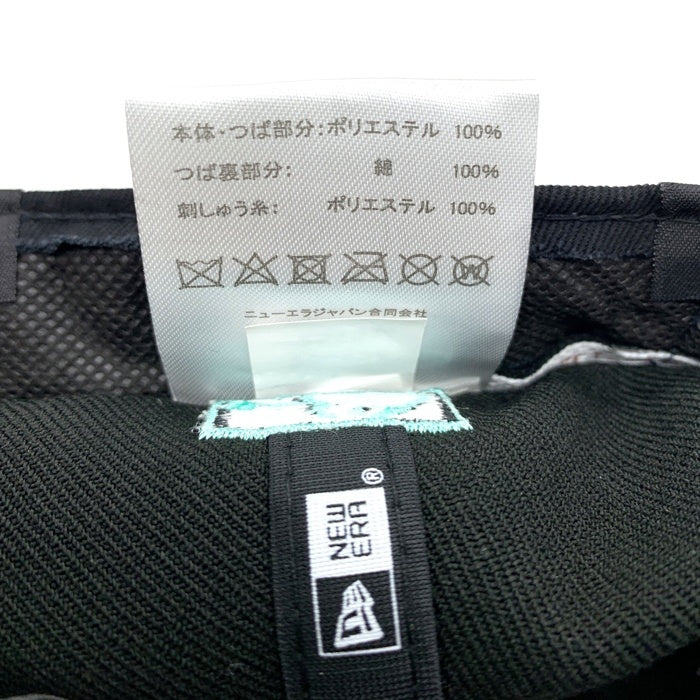 本体・つば部分:ポリエステル 100%
つば裏部分: 綿 100%
刺しゅう糸: ポリエステル 100%
ニューエラジャパン合同会社
NEW ERA®